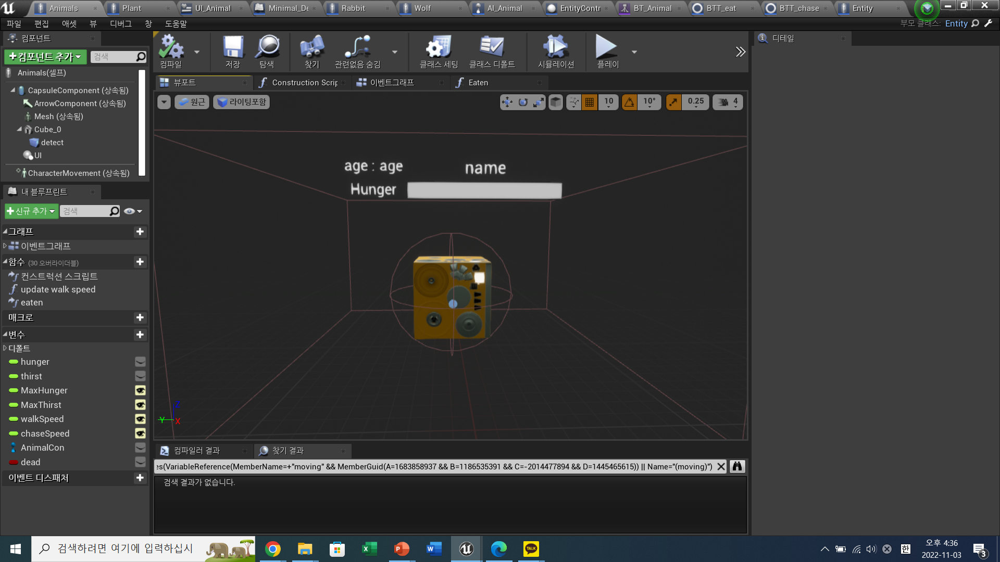 Animals
Plant
UI_Animal
Minimal_De
Rabbit
Wolf
AI_Animal
EntityContr
BT_Animal
BTT_eat
BTT_chase
Entity
파일 편집 애셋 뷰 디버그 창 도움말
부모 클래스: Entity
컴포넌트
+컴포넌트 추가
검색
Animals(셀프)
CapsuleComponent (상속됨)
ArrowComponent (상속됨)
Mesh (상속됨)
Cube_0
detect
UI
CharacterMovement (상속됨)
내 블루프린트
+신규 추가
검색
그래프
이벤트그래프
함수 (30 오버라이더블)
컨스트럭션 스크립트
update walk speed
eaten
매크로
변수
디폴트
hunger
thirst
MaxHunger
MaxThirst
walkSpeed
chaseSpeed
AnimalCon
dead
이벤트 디스패처
컴파일
저장
탐색
찾기
관련없음 숨김
클래스 세팅
클래스 디폴트
시뮬레이션
플레이
뷰포트
Construction Scrip
이벤트그래프
Eaten
원근
라이팅포함
10
10°
0.25
4
age : age
name
Hunger
Z
Y
X
컴파일러 결과
찾기 결과
es(VariableReference(MemberName=+"moving" && MemberGuid(A=1683858937 && B=1186535391 && C=-2014477894 && D=1445465615)) || Name="(moving)")
검색 결과가 없습니다.
디테일
검색하려면 여기에 입력하십시
TALK
한
오후 4:36
2022-11-03
3